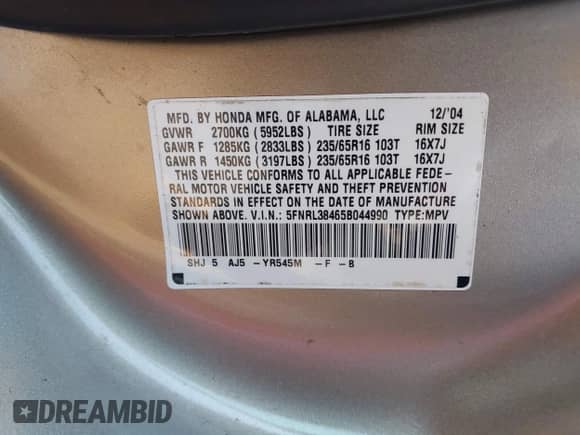 MFD. BY HONDA MFG. OF ALABAMA, LLC 12/'04
GVWR 2700KG (5952LBS) TIRE SIZE RIM SIZE
GAWR F 1285KG (2833LBS) 235/65R16 103T 16X7J
GAWR R 1450KG (3197LBS) 235/65R16 103T 16X7J
THIS VEHICLE CONFORMS TO ALL APPLICABLE FEDE-
RAL MOTOR VEHICLE SAFETY AND THEFT PREVENTION
STANDARDS IN EFFECT ON THE DATE OF MANUFACTURE
SHOWN ABOVE. V.I.N.: 5FNRL38465B044990 TYPE:MPV
SHJ 5 AJ5 -YR545M -F -B
DREAMBID